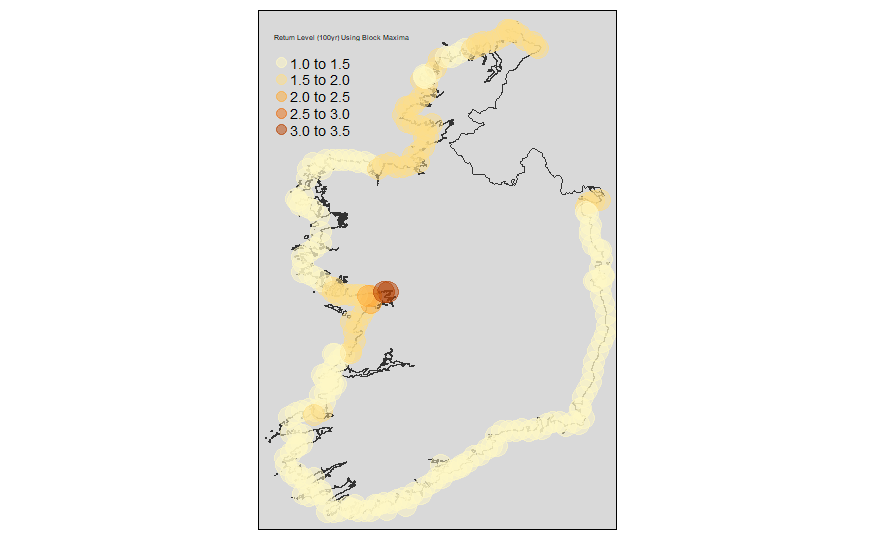 Return Level (100yr) Using Block Maxima
1.0 to 1.5
1.5 to 2.0
2.0 to 2.5
2.5 to 3.0
3.0 to 3.5